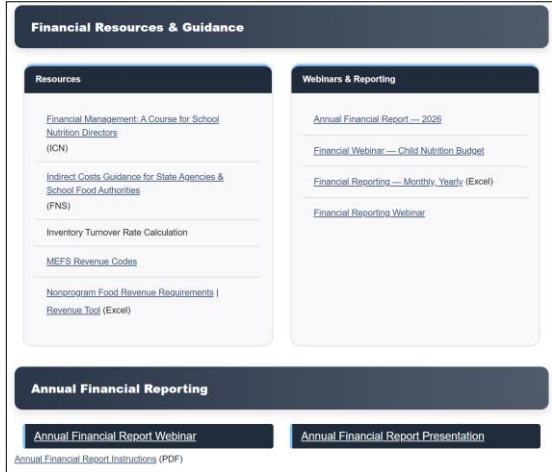 Financial Resources & Guidance
Resources
Financial Management: A Course for School
Nutrition Directors
(ICN)
Indirect Costs Guidance for State Agencies &
School Food Authorities
(FNS)
Inventory Turnover Rate Calculation
MEFS Revenue Codes
Nonprogram Food Revenue Requirements |
Revenue Tool (Excel)
Webinars & Reporting
Annual Financial Report — 2026
Financial Webinar — Child Nutrition Budget
Financial Reporting — Monthly, Yearly (Excel)
Financial Reporting Webinar
Annual Financial Reporting
Annual Financial Report Webinar
Annual Financial Report Presentation
Annual Financial Report Instructions (PDF)